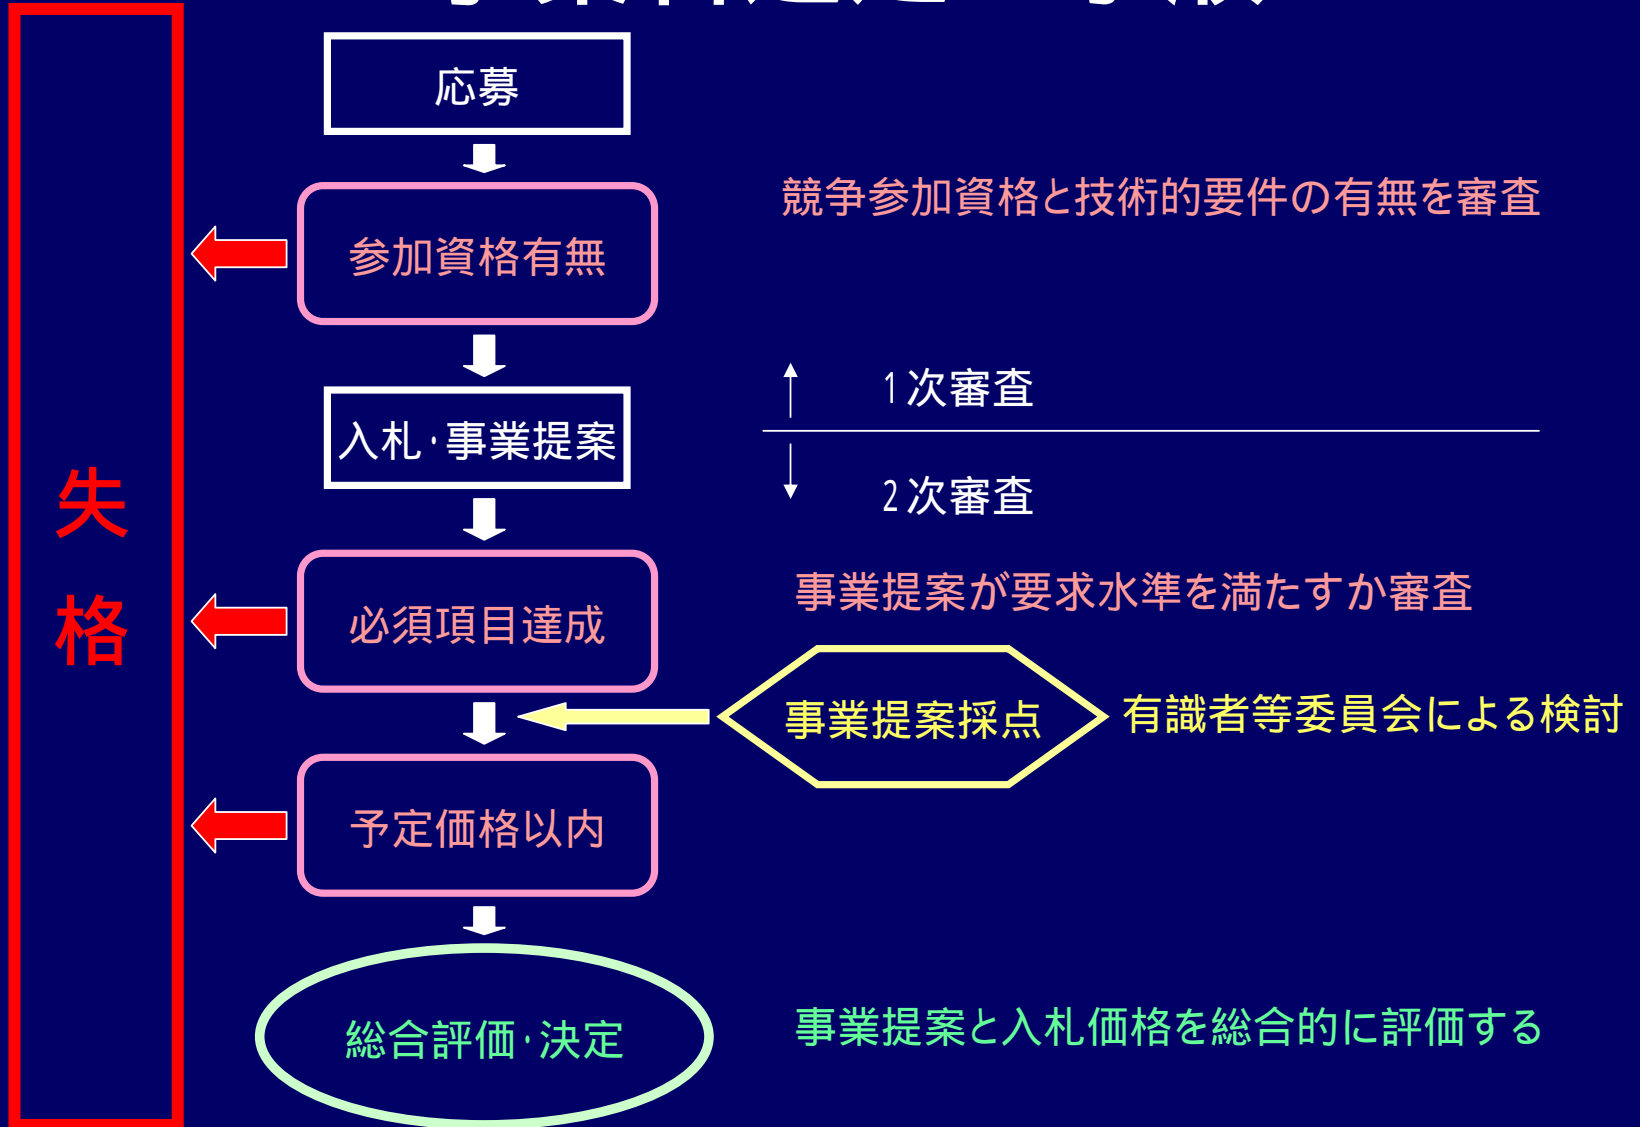 応募
競争参加資格と技術的要件の有無を審査
参加資格有無
1次審査
入札・事業提案
2次審査
失
格
事業提案が要求水準を満たすか審査
必須項目達成
事業提案採点
有識者等委員会による検討
予定価格以内
総合評価・決定
事業提案と入札価格を総合的に評価する